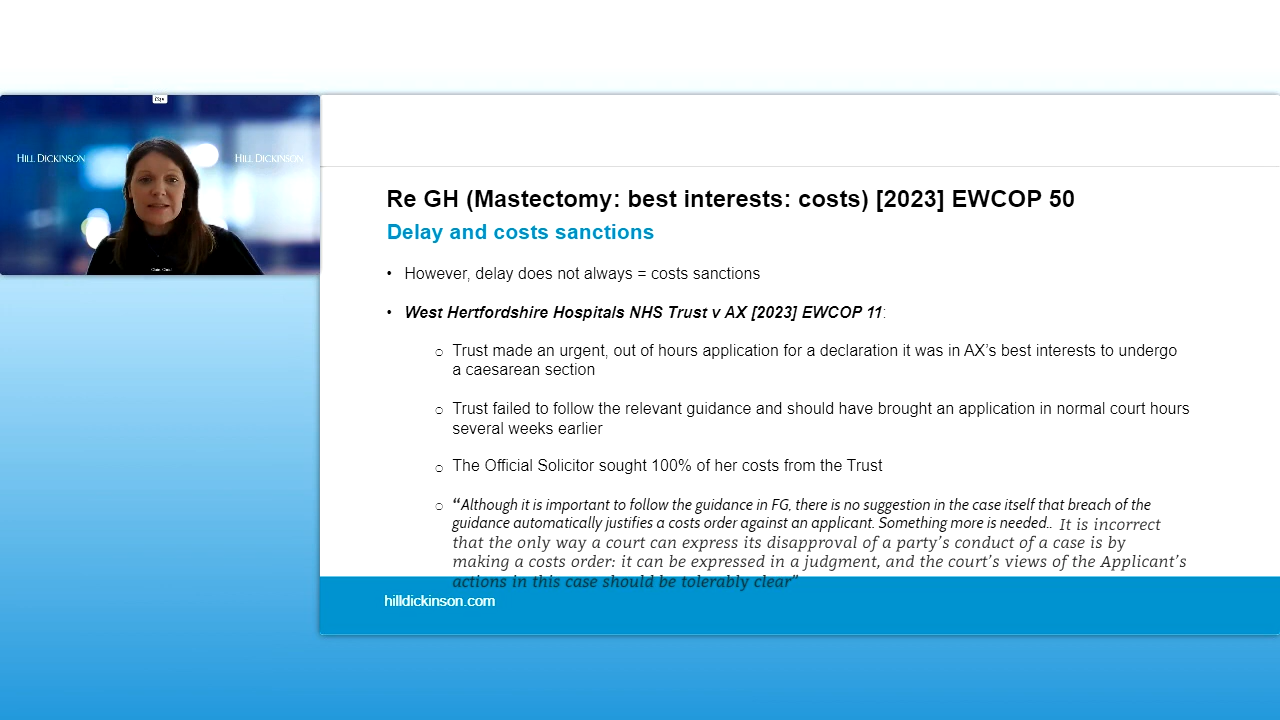 HILL DICKINSON
HILL DICKINSON
Re GH (Mastectomy: best interests: costs) [2023] EWCOP 50
Delay and costs sanctions
• However, delay does not always = costs sanctions
• West Hertfordshire Hospitals NHS Trust v AX [2023] EWCOP 11:
o Trust made an urgent, out of hours application for a declaration it was in AX’s best interests to undergo
a caesarean section
o Trust failed to follow the relevant guidance and should have brought an application in normal court hours
several weeks earlier
o The Official Solicitor sought 100% of her costs from the Trust
o “Although it is important to follow the guidance in FG, there is no suggestion in the case itself that breach of the
guidance automatically justifies a costs order against an applicant. Something more is needed.. It is incorrect
that the only way a court can express its disapproval of a party’s conduct of a case is by
making a costs order: it can be expressed in a judgment, and the court’s views of the Applicant’s
actions in this case should be tolerably clear”
hilldickinson.com